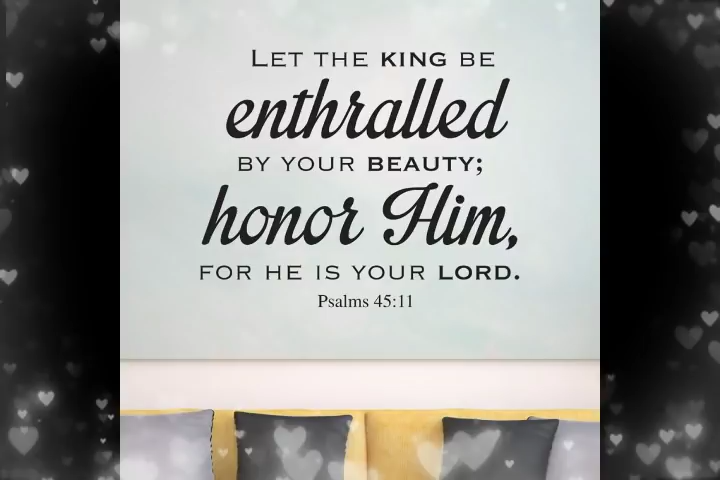 LET THE KING BE
enthralled
BY YOUR BEAUTY;
honor Him,
FOR HE IS YOUR LORD.
Psalms 45:11